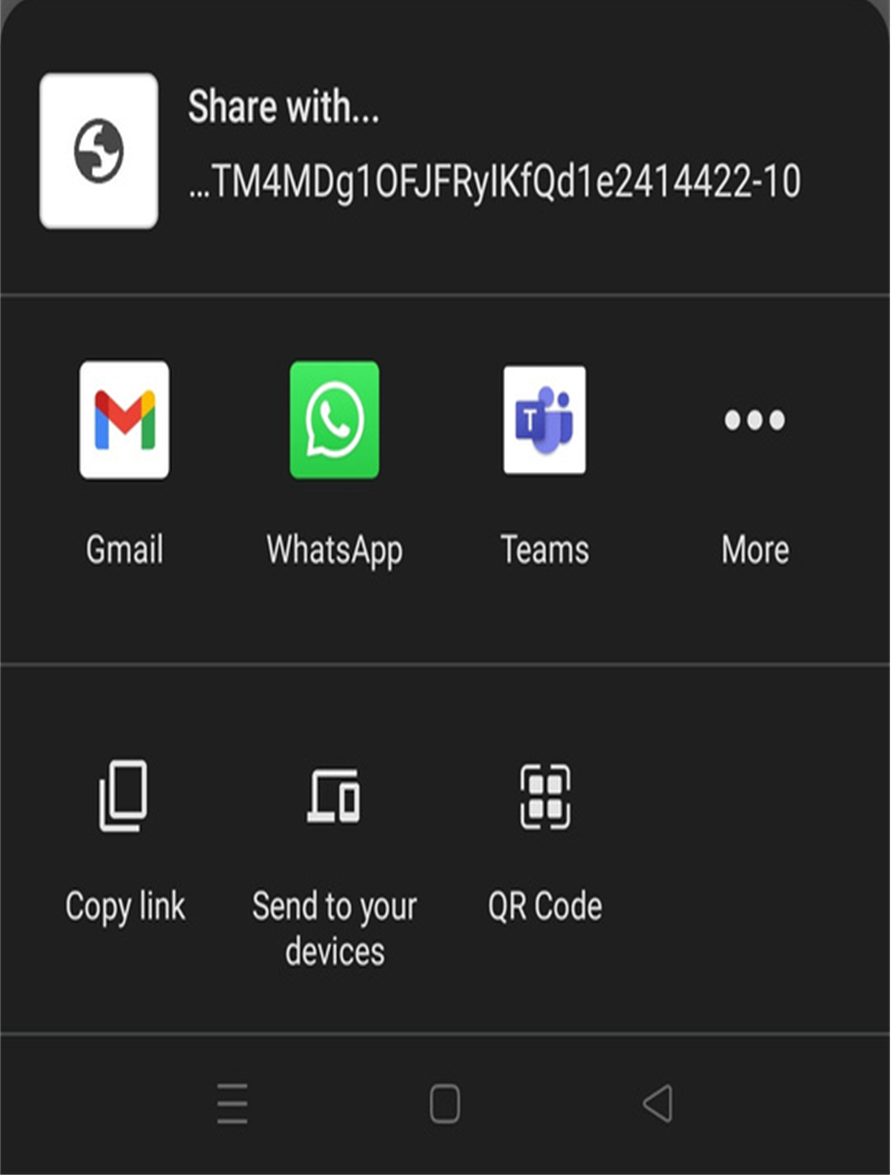 Share with...
...TM4MDg1OFJFRyIKfQd1e2414422-10
T
Gmail
WhatsApp
Teams
More
Copy link
Send to your
devices
QR Code